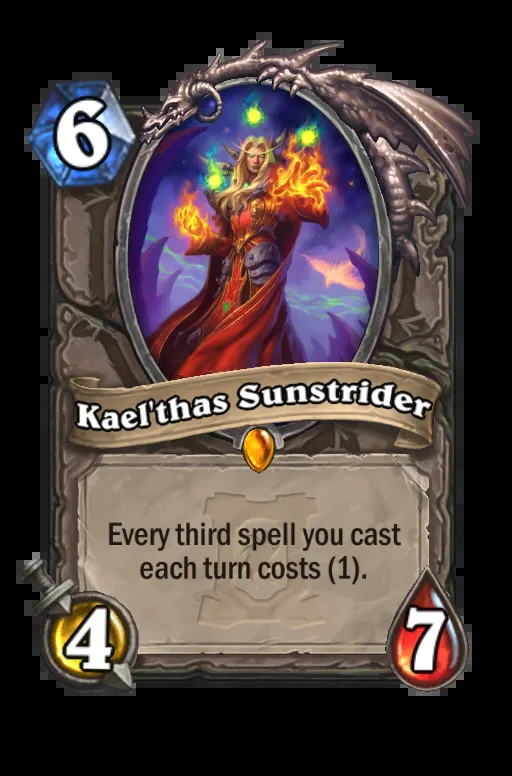 6
Kael'thas Sunstrider
Every third spell you cast
each turn costs (1).
4
7